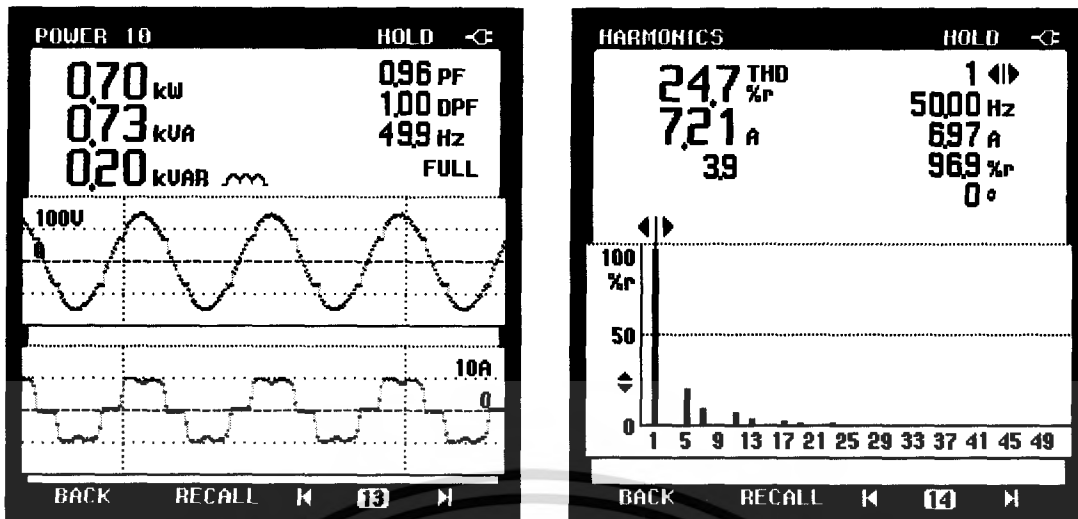 POWER 10 HOLD
0.70 kW 0.96 PF
0.73 kVA 1.00 DPF
0.20 kVAR 49.9 Hz
FULL
100V
0
10A
0
BACK RECALL 13
HARMONICS HOLD
24.7 THD %r 1
7.21 A 50.00 Hz
3.9 6.97 A
96.9 %r
0°
100
%r
50
0
1 5 9 13 17 21 25 29 33 37 41 45 49
BACK RECALL 14